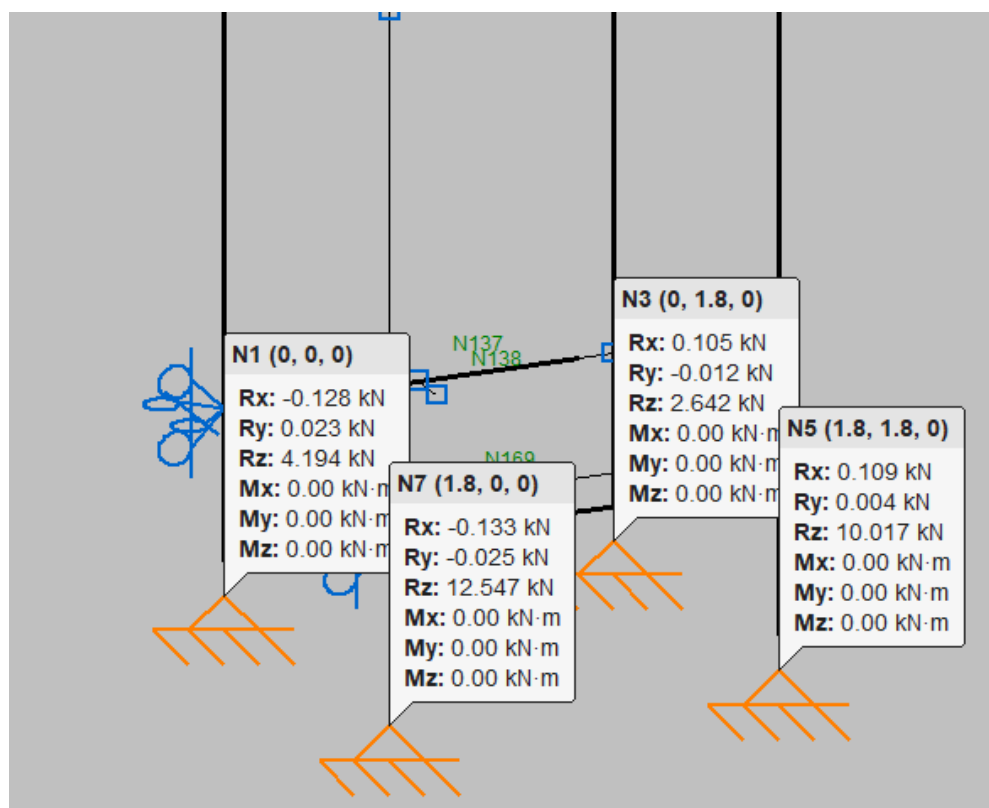 N137
N138
N169
N1 (0, 0, 0)
Rx: -0.128 kN
Ry: 0.023 kN
Rz: 4.194 kN
Mx: 0.00 kN·m
My: 0.00 kN·m
Mz: 0.00 kN·m
N7 (1.8, 0, 0)
Rx: -0.133 kN
Ry: -0.025 kN
Rz: 12.547 kN
Mx: 0.00 kN·m
My: 0.00 kN·m
Mz: 0.00 kN·m
N3 (0, 1.8, 0)
Rx: 0.105 kN
Ry: -0.012 kN
Rz: 2.642 kN
Mx: 0.00 kN·m
My: 0.00 kN·m
Mz: 0.00 kN·m
N5 (1.8, 1.8, 0)
Rx: 0.109 kN
Ry: 0.004 kN
Rz: 10.017 kN
Mx: 0.00 kN·m
My: 0.00 kN·m
Mz: 0.00 kN·m